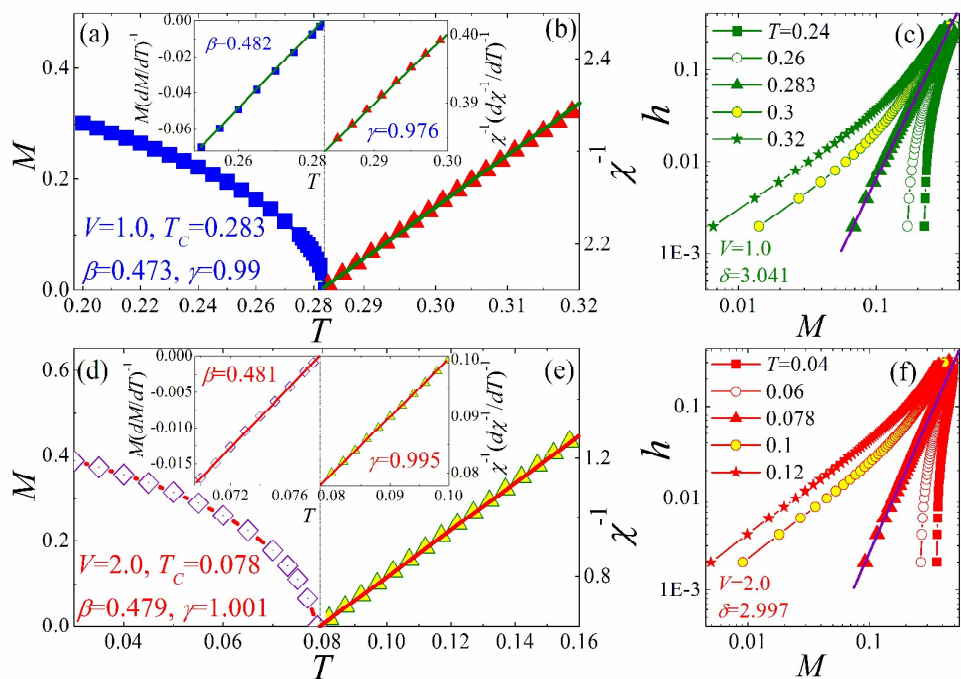 (a)
0.4
0.2
0.0
M
0.20 0.22 0.24 0.26 0.28
T
V=1.0, T_C=0.283
β=0.473, γ=0.99
0.00
-0.02
-0.04
-0.06
M(dM/dT)⁻¹
β=0.482
0.26 0.28
T
0.29 0.30
γ=0.976
0.40
0.39
χ⁻¹(dχ⁻¹/dT)
(b)
2.4
2.2
χ⁻¹
0.29 0.30 0.31 0.32
(c)
T=0.24
0.26
0.283
0.3
0.32
h
0.1
0.01
1E-3
V=1.0
δ=3.041
0.01 0.1
M
(d)
0.6
0.4
0.2
0.0
M
0.04 0.06 0.08
T
V=2.0, T_C=0.078
β=0.479, γ=1.001
0.000
-0.005
-0.010
-0.015
M(dM/dT)⁻¹
β=0.481
0.072 0.076
T
0.08 0.09 0.10
γ=0.995
0.10
0.09
0.08
χ⁻¹(dχ⁻¹/dT)⁻¹
(e)
1.2
0.8
χ⁻¹
0.10 0.12 0.14 0.16
(f)
T=0.04
0.06
0.078
0.1
0.12
h
0.1
0.01
1E-3
V=2.0
δ=2.997
0.01 0.1
M